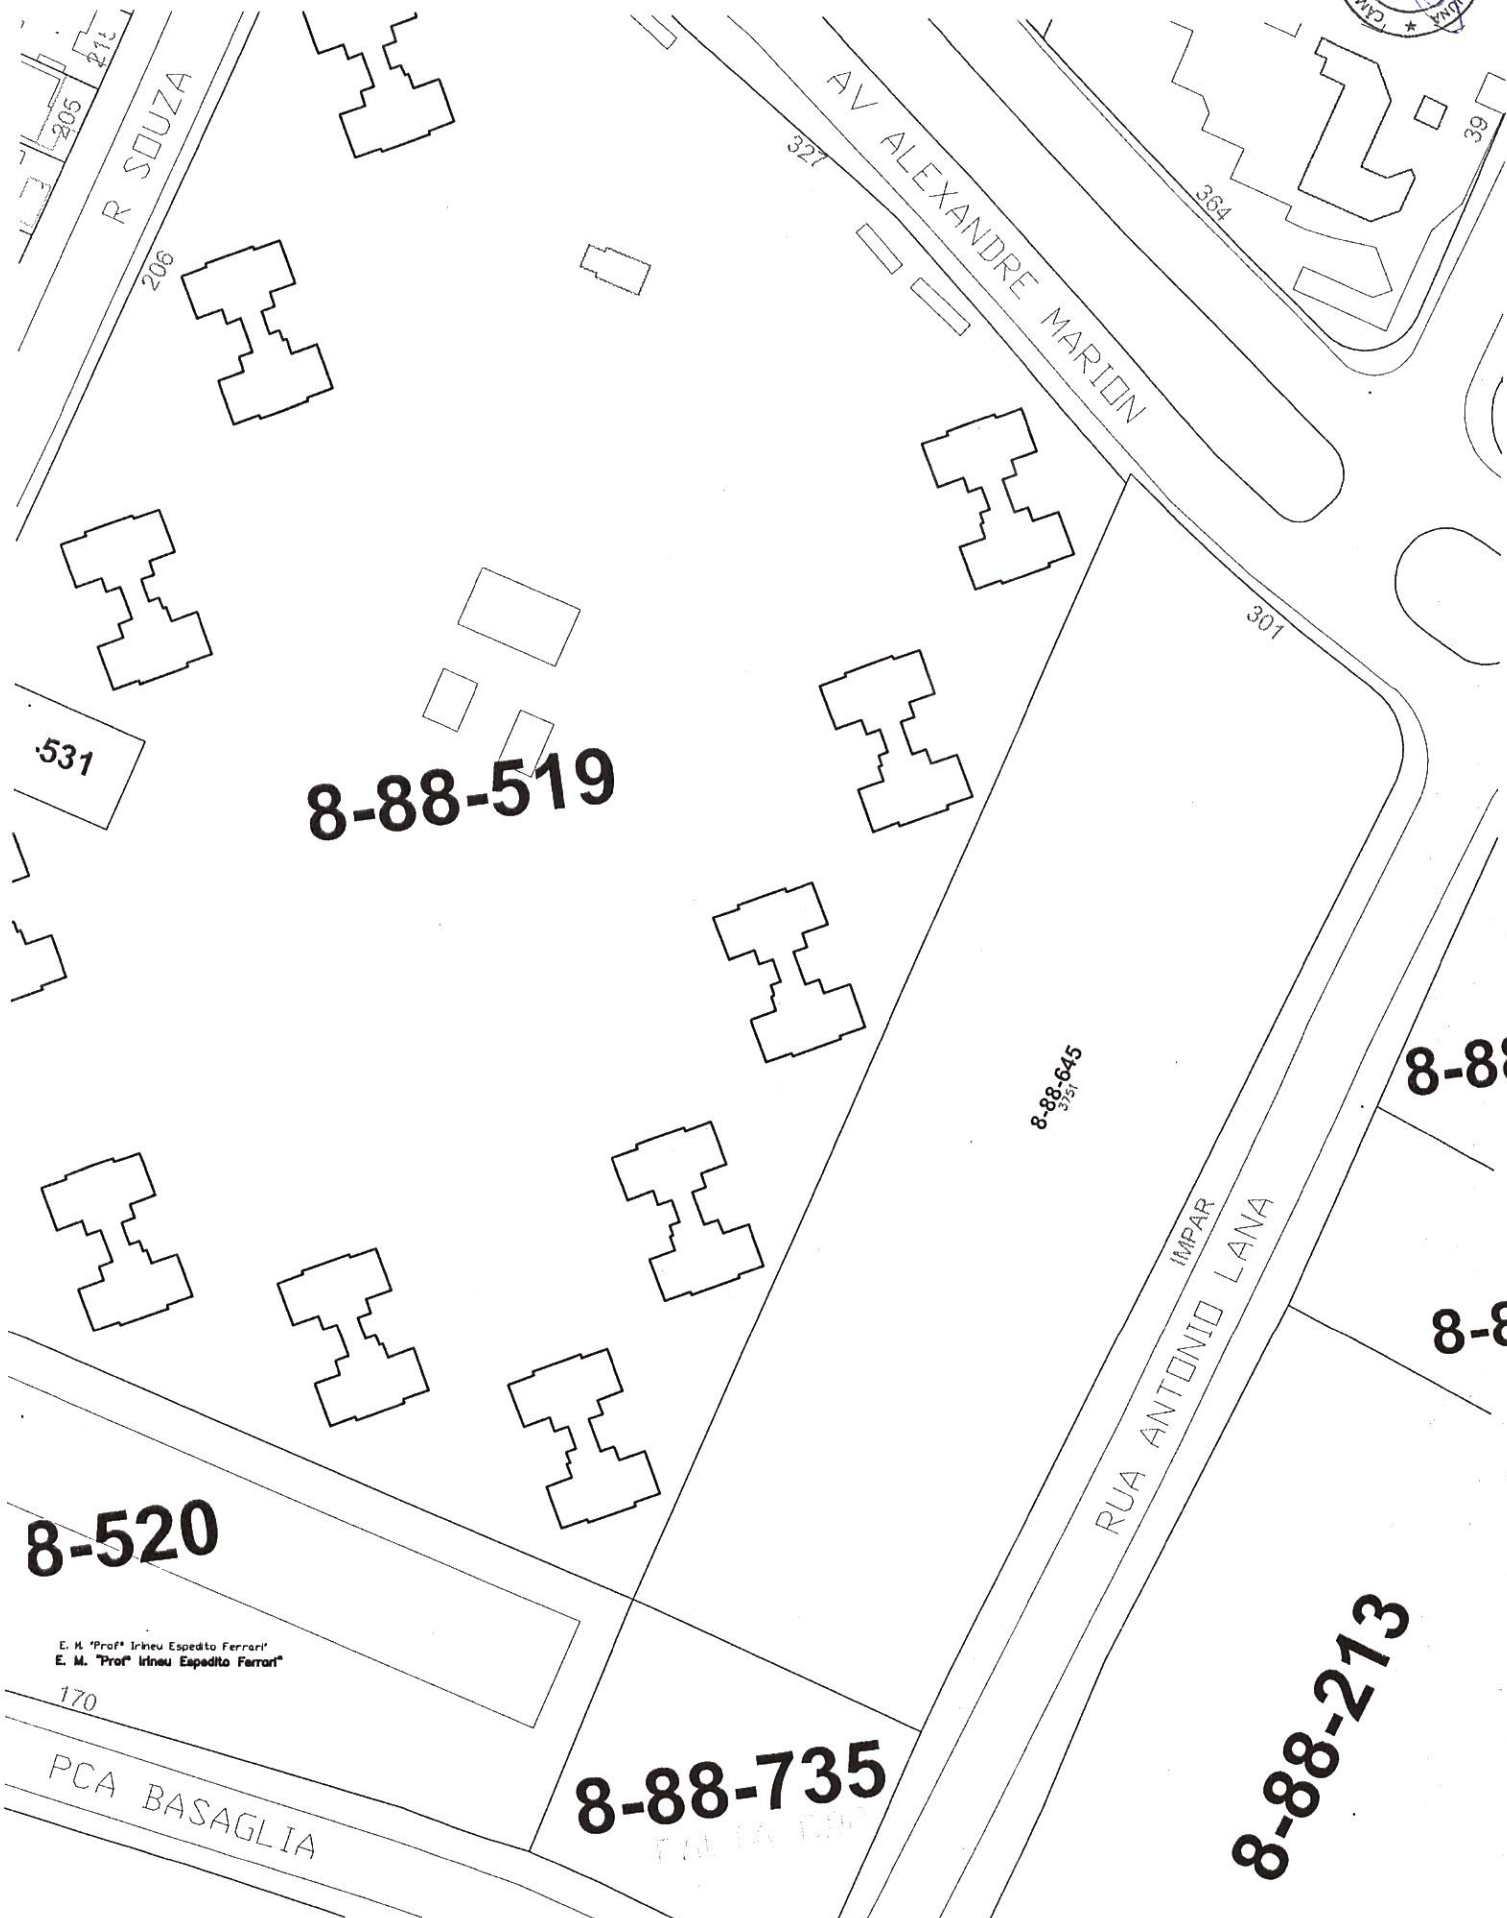 215
205
R SOUZA
206
AV ALEXANDRE MARION
327
364
39
301
-531
8-88-519
8-88-645
3751
8-88
8-8
IMPAR
RUA ANTONIO LANA
8-520
E. M. "Profª Irineu Espedito Ferrari"
E. M. "Profª Irineu Espedito Ferrari"
170
PCA BASAGLIA
8-88-735
8-88-213